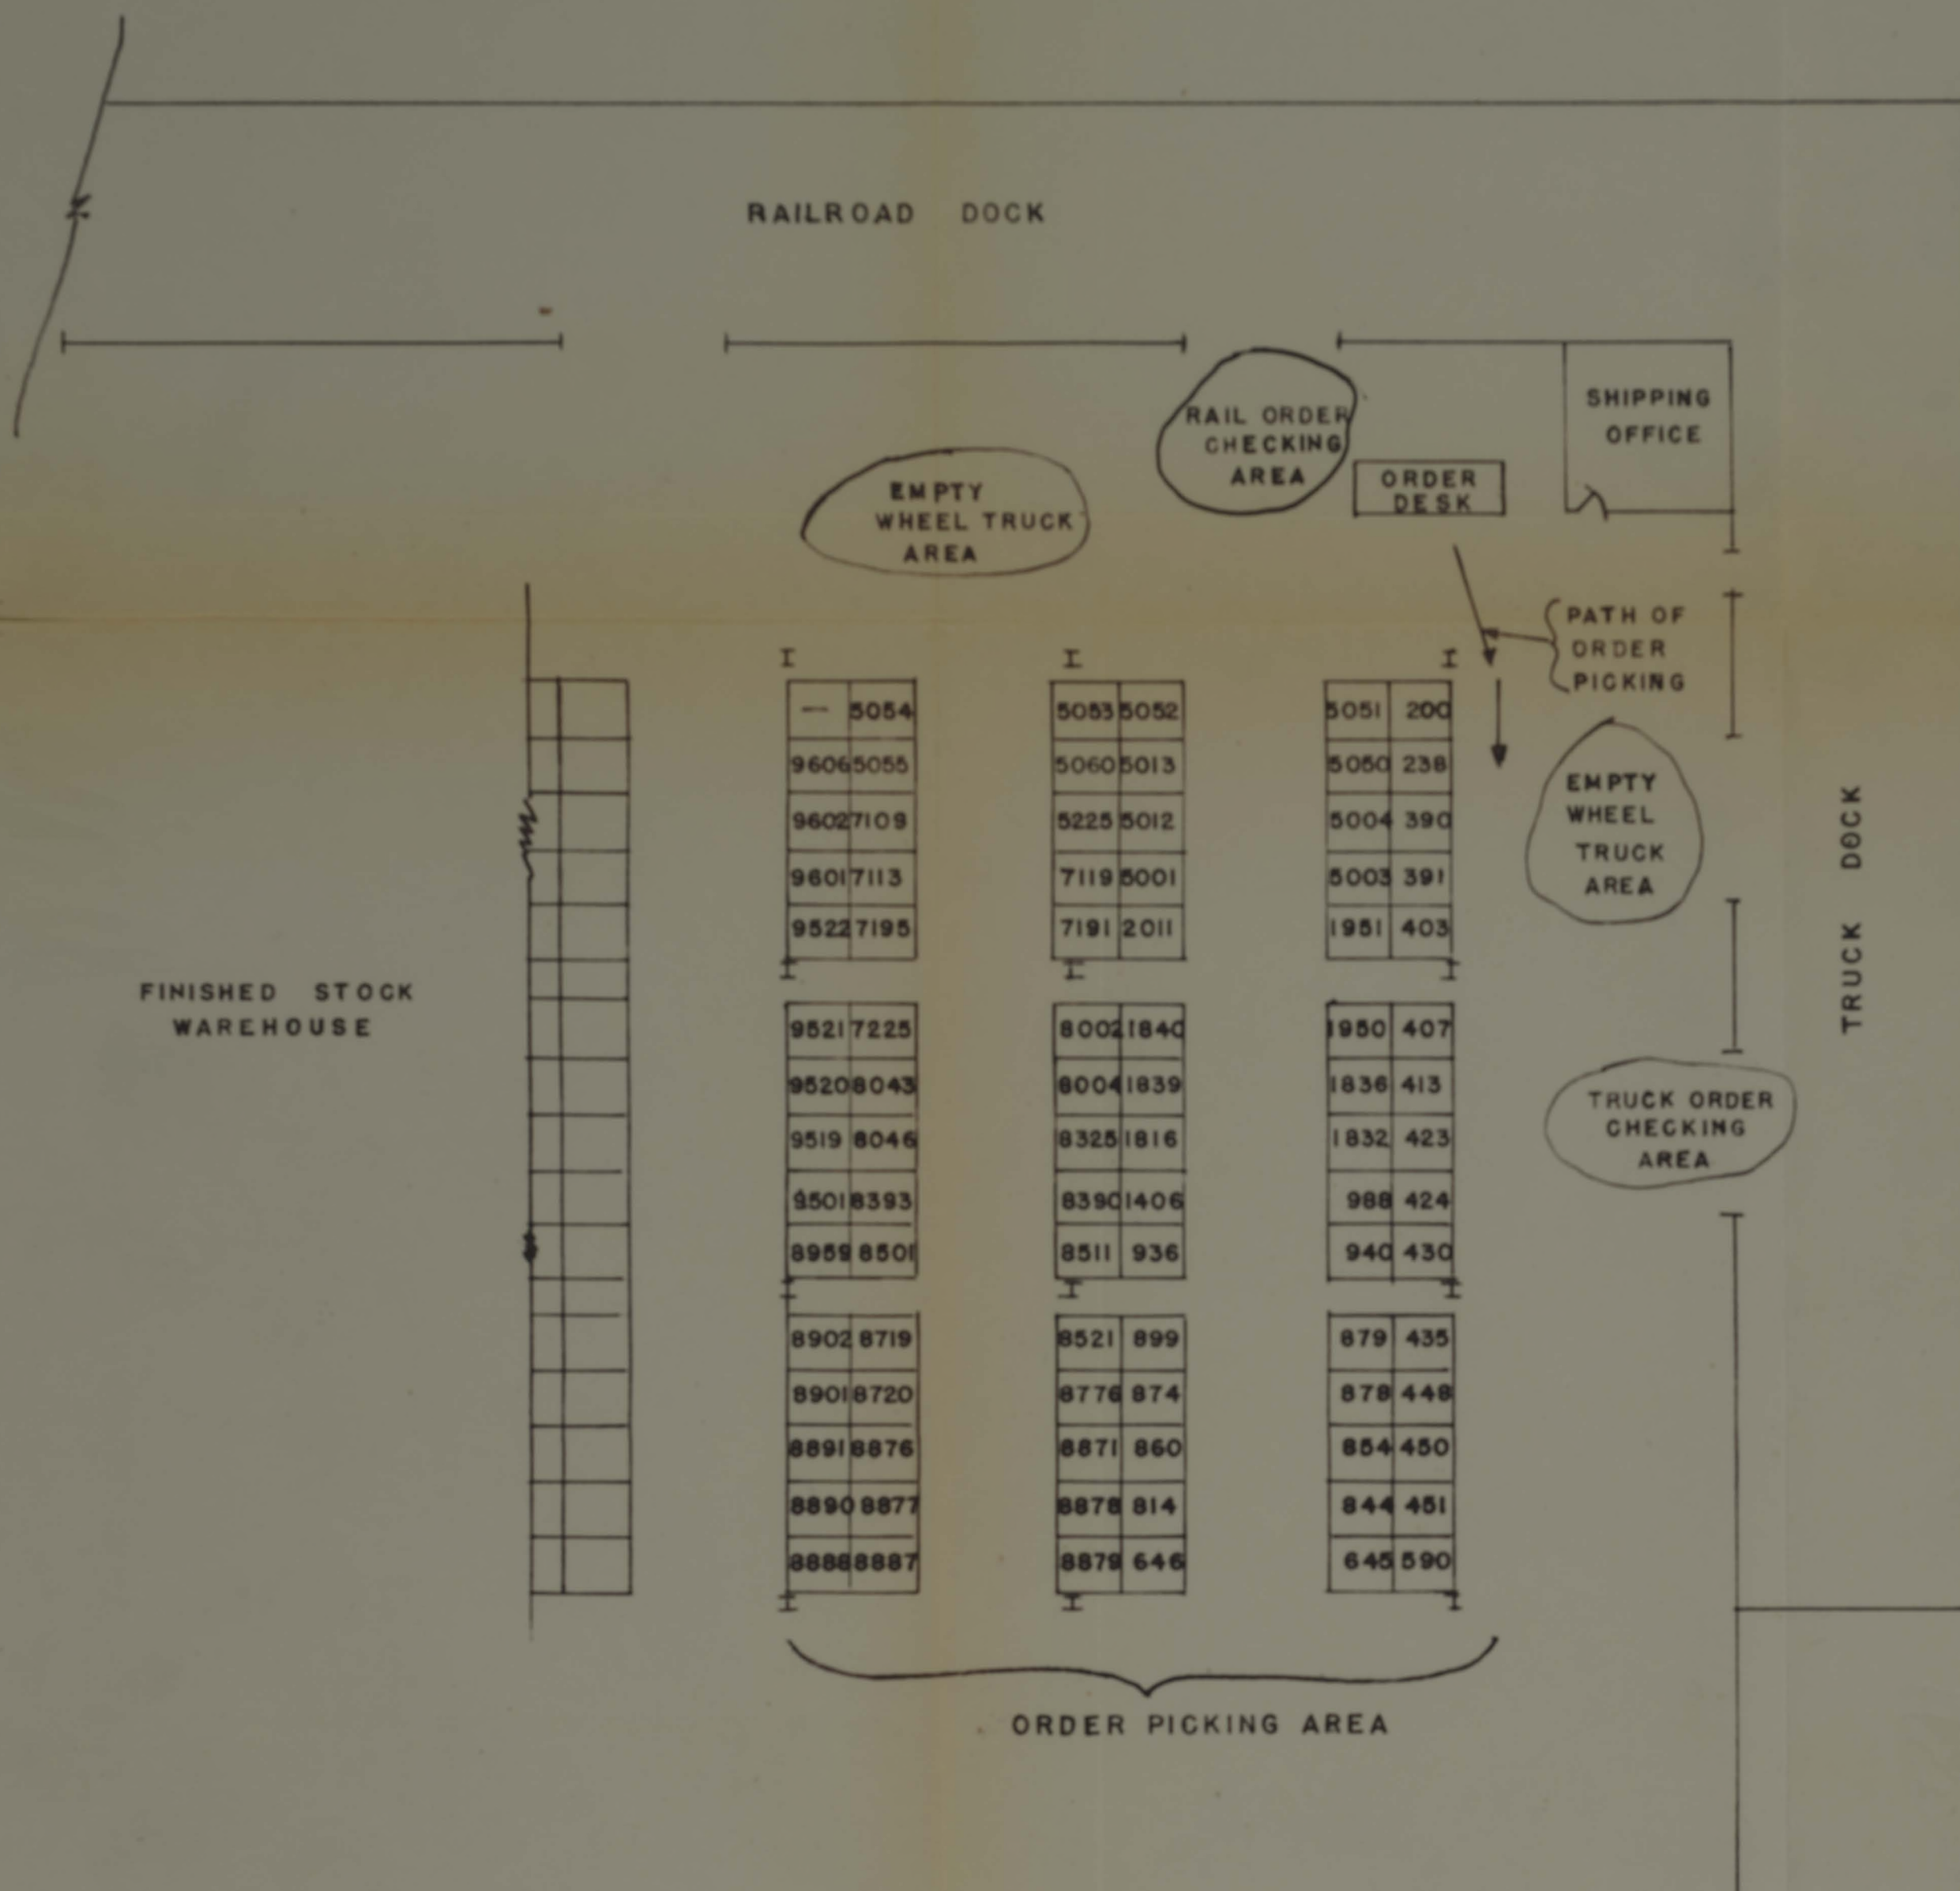 RAILROAD DOCK
SHIPPING
OFFICE
RAIL ORDER
CHECKING
AREA
ORDER
DESK
EMPTY
WHEEL TRUCK
AREA
PATH OF
ORDER
PICKING
— 5054 5053 5052 5051 200
9606 5055 5060 5013 5050 238
9602 7109 5225 5012 5004 390
9601 7113 7119 5001 5003 391
9522 7195 7191 2011 1951 403
EMPTY
WHEEL
TRUCK
AREA
TRUCK DOCK
FINISHED STOCK
WAREHOUSE
9521 7225 8002 1840 1950 407
9520 8043 8004 1839 1836 413
9519 8046 8325 1816 1832 423
9501 8393 8390 1406 988 424
8959 8501 8511 936 940 430
TRUCK ORDER
CHECKING
AREA
8902 8719 8521 899 879 435
8901 8720 8776 874 878 448
8891 8876 8871 860 854 450
8890 8877 8878 814 844 451
8888 8887 8879 646 645 590
ORDER PICKING AREA